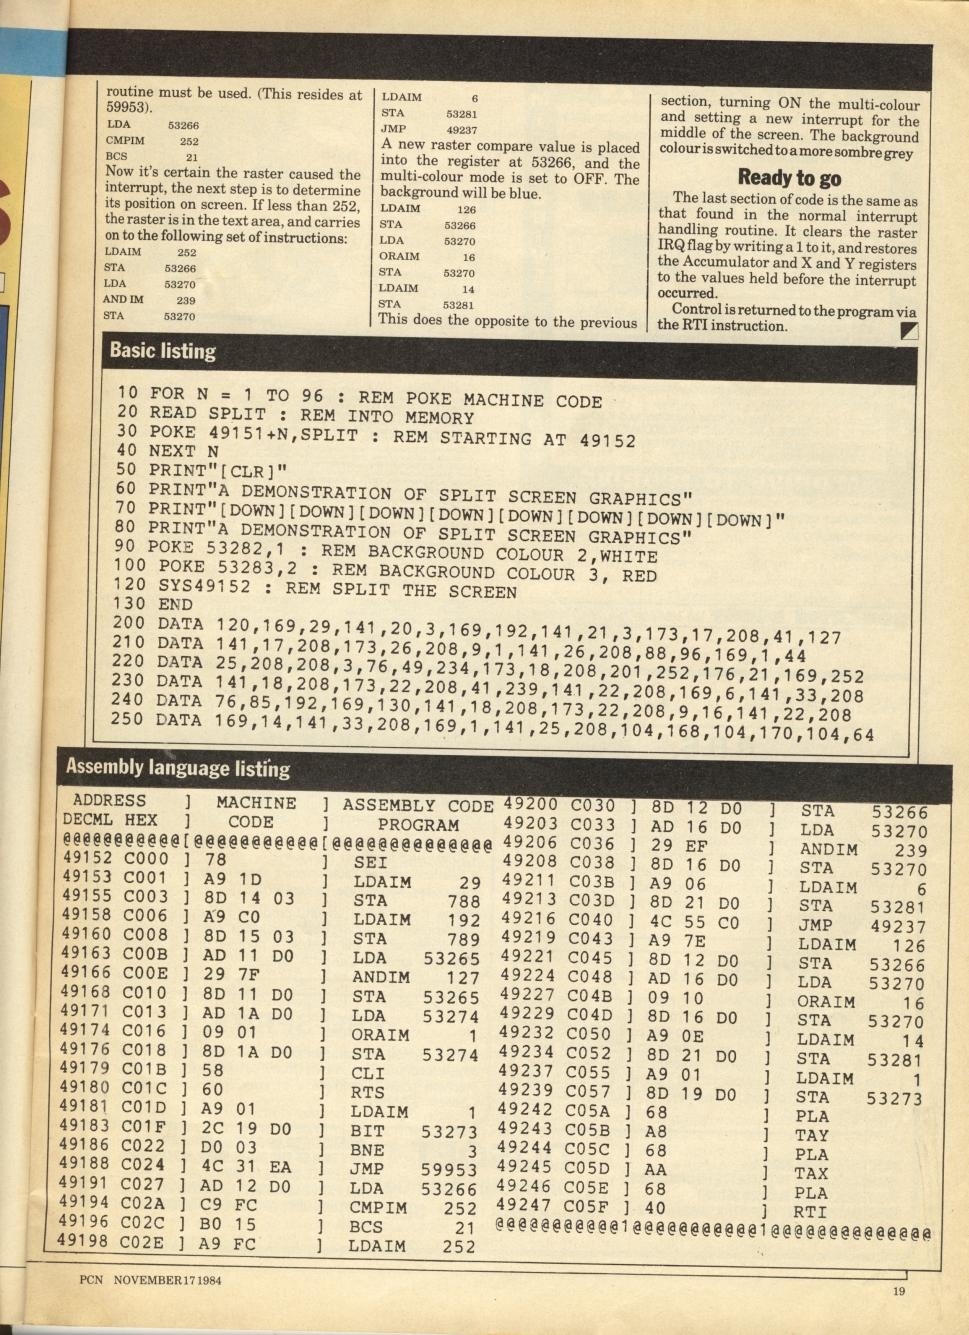 routine must be used. (This resides at
59953).
LDA 53266
CMPIM 252
BCS 21
Now it's certain the raster caused the
interrupt, the next step is to determine
its position on screen. If less than 252,
the raster is in the text area, and carries
on to the following set of instructions:
LDAIM 252
STA 53266
LDA 53270
AND IM 239
STA 53270
LDAIM 6
STA 53281
JMP 49237
A new raster compare value is placed
into the register at 53266, and the
multi-colour mode is set to OFF. The
background will be blue.
LDAIM 126
STA 53266
LDA 53270
ORAIM 16
STA 53270
LDAIM 14
STA 53281
This does the opposite to the previous
section, turning ON the multi-colour
and setting a new interrupt for the
middle of the screen. The background
colour is switched to a more sombre grey
Ready to go
The last section of code is the same as
that found in the normal interrupt
handling routine. It clears the raster
IRQ flag by writing a 1 to it, and restores
the Accumulator and X and Y registers
to the values held before the interrupt
occurred.
Control is returned to the program via
the RTI instruction.
Basic listing
10 FOR N = 1 TO 96 : REM POKE MACHINE CODE
20 READ SPLIT : REM INTO MEMORY
30 POKE 49151+N,SPLIT : REM STARTING AT 49152
40 NEXT N
50 PRINT"[CLR]"
60 PRINT"A DEMONSTRATION OF SPLIT SCREEN GRAPHICS"
70 PRINT"[DOWN][DOWN][DOWN][DOWN][DOWN][DOWN][DOWN][DOWN]"
80 PRINT"A DEMONSTRATION OF SPLIT SCREEN GRAPHICS"
90 POKE 53282,1 : REM BACKGROUND COLOUR 2,WHITE
100 POKE 53283,2 : REM BACKGROUND COLOUR 3, RED
120 SYS49152 : REM SPLIT THE SCREEN
130 END
200 DATA 120,169,29,141,20,3,169,192,141,21,3,173,17,208,41,127
210 DATA 141,17,208,173,26,208,9,1,141,26,208,88,96,169,1,44
220 DATA 25,208,208,3,76,49,234,173,18,208,201,252,176,21,169,252
230 DATA 141,18,208,173,22,208,41,239,141,22,208,169,6,141,33,208
240 DATA 76,85,192,169,130,141,18,208,173,22,208,9,16,141,22,208
250 DATA 169,14,141,33,208,169,1,141,25,208,104,168,104,170,104,64
Assembly language listing
ADDRESS ] MACHINE ] ASSEMBLY CODE
DECML HEX ] CODE ] PROGRAM
@@@@@@@@@@@[@@@@@@@@@@@[@@@@@@@@@@@@@@
49152 C000 ] 78 ] SEI
49153 C001 ] A9 1D ] LDAIM 29
49155 C003 ] 8D 14 03 ] STA 788
49158 C006 ] A9 C0 ] LDAIM 192
49160 C008 ] 8D 15 03 ] STA 789
49163 C00B ] AD 11 D0 ] LDA 53265
49166 C00E ] 29 7F ] ANDIM 127
49168 C010 ] 8D 11 D0 ] STA 53265
49171 C013 ] AD 1A D0 ] LDA 53274
49174 C016 ] 09 01 ] ORAIM 1
49176 C018 ] 8D 1A D0 ] STA 53274
49179 C01B ] 58 ] CLI
49180 C01C ] 60 ] RTS
49181 C01D ] A9 01 ] LDAIM 1
49183 C01F ] 2C 19 D0 ] BIT 53273
49186 C022 ] D0 03 ] BNE 3
49188 C024 ] 4C 31 EA ] JMP 59953
49191 C027 ] AD 12 D0 ] LDA 53266
49194 C02A ] C9 FC ] CMPIM 252
49196 C02C ] B0 15 ] BCS 21
49198 C02E ] A9 FC ] LDAIM 252
49200 C030 ] 8D 12 D0 ] STA 53266
49203 C033 ] AD 16 D0 ] LDA 53270
49206 C036 ] 29 EF ] ANDIM 239
49208 C038 ] 8D 16 D0 ] STA 53270
49211 C03B ] A9 06 ] LDAIM 6
49213 C03D ] 8D 21 D0 ] STA 53281
49216 C040 ] 4C 55 C0 ] JMP 49237
49219 C043 ] A9 7E ] LDAIM 126
49221 C045 ] 8D 12 D0 ] STA 53266
49224 C048 ] AD 16 D0 ] LDA 53270
49227 C04B ] 09 10 ] ORAIM 16
49229 C04D ] 8D 16 D0 ] STA 53270
49232 C050 ] A9 0E ] LDAIM 14
49234 C052 ] 8D 21 D0 ] STA 53281
49237 C055 ] A9 01 ] LDAIM 1
49239 C057 ] 8D 19 D0 ] STA 53273
49242 C05A ] 68 ] PLA
49243 C05B ] A8 ] TAY
49244 C05C ] 68 ] PLA
49245 C05D ] AA ] TAX
49246 C05E ] 68 ] PLA
49247 C05F ] 40 ] RTI
@@@@@@@@@@@1@@@@@@@@@@@1@@@@@@@@@@@@@@
PCN NOVEMBER 17 1984
19